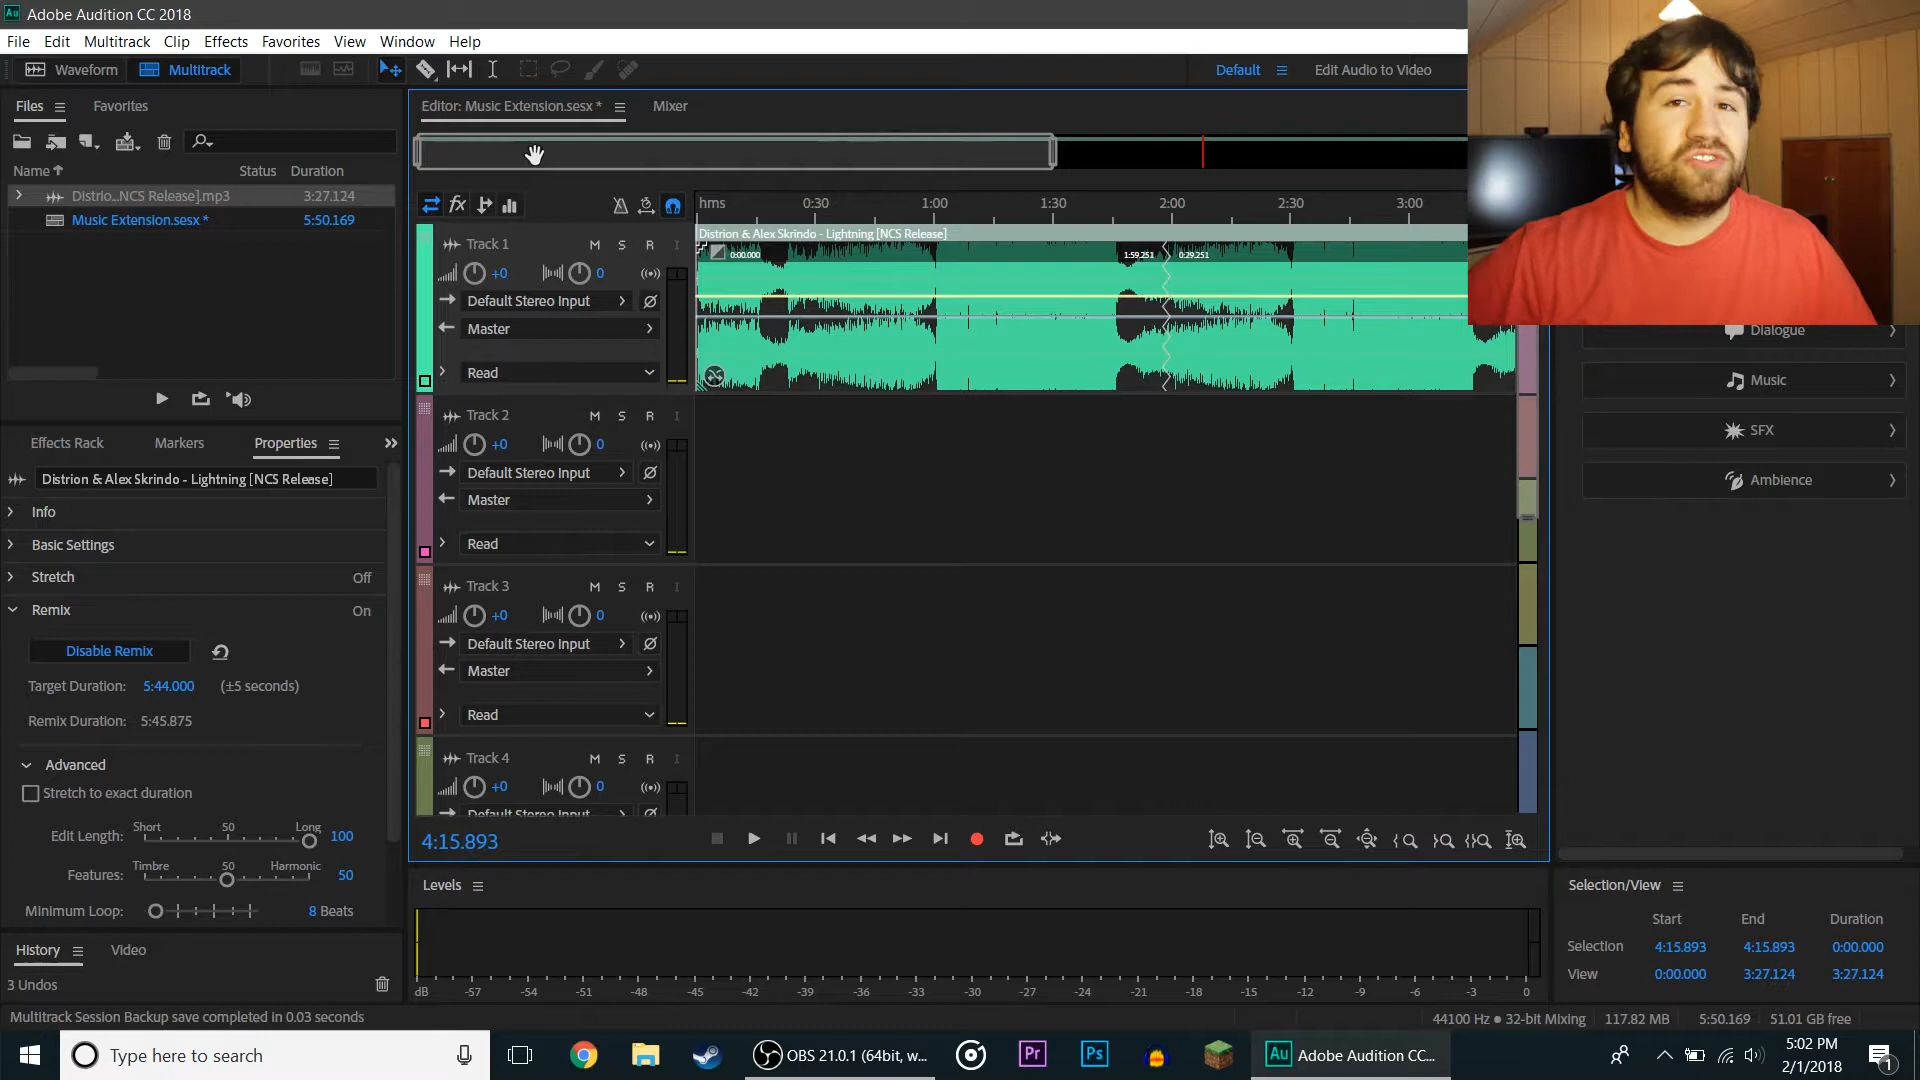 Au Adobe Audition CC 2018
File Edit Multitrack Clip Effects Favorites View Window Help
Waveform Multitrack Default Edit Audio to Video
Files Favorites
Name Status Duration
Distrio...NCS Release].mp3 3:27.124
Music Extension.sesx * 5:50.169
Effects Rack Markers Properties
Distrion & Alex Skrindo - Lightning [NCS Release]
Info
Basic Settings
Stretch Off
Remix On
Disable Remix
Target Duration: 5:44.000 (±5 seconds)
Remix Duration: 5:45.875
Advanced
Stretch to exact duration
Short 50 Long
Edit Length: 100
Timbre 50 Harmonic
Features: 50
Minimum Loop: 8 Beats
History Video
3 Undos
Editor: Music Extension.sesx * Mixer
fx
hms 0:30 1:00 1:30 2:00 2:30 3:00
Distrion & Alex Skrindo - Lightning [NCS Release]
0:00.000 1:59.251 0:29.251
Track 1 M S R I
+0 0
Default Stereo Input
Master
Read
Track 2 M S R I
+0 0
Default Stereo Input
Master
Read
Track 3 M S R I
+0 0
Default Stereo Input
Master
Read
Track 4 M S R I
+0 0
Default Stereo Input
4:15.893
Levels
dB -57 -54 -51 -48 -45 -42 -39 -36 -33 -30 -27 -24 -21 -18 -15 -12 -9 -6 -3 0
Dialogue
Music
SFX
Ambience
Selection/View
Start End Duration
Selection 4:15.893 4:15.893 0:00.000
View 0:00.000 3:27.124 3:27.124
Multitrack Session Backup save completed in 0.03 seconds
44100 Hz ● 32-bit Mixing 117.82 MB 5:50.169 51.01 GB free
Type here to search
OBS 21.0.1 (64bit, w...
Pr
Ps
Au Adobe Audition CC...
5:02 PM
2/1/2018
1